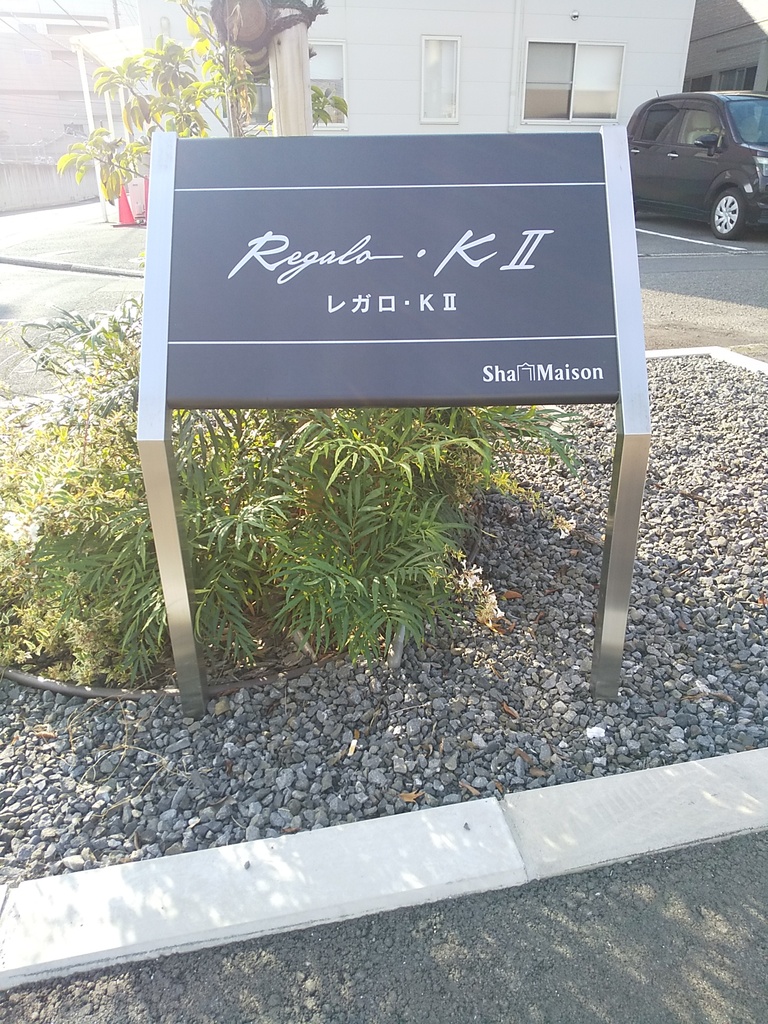 Regalo・K II
レガロ・K II
Sha Maison